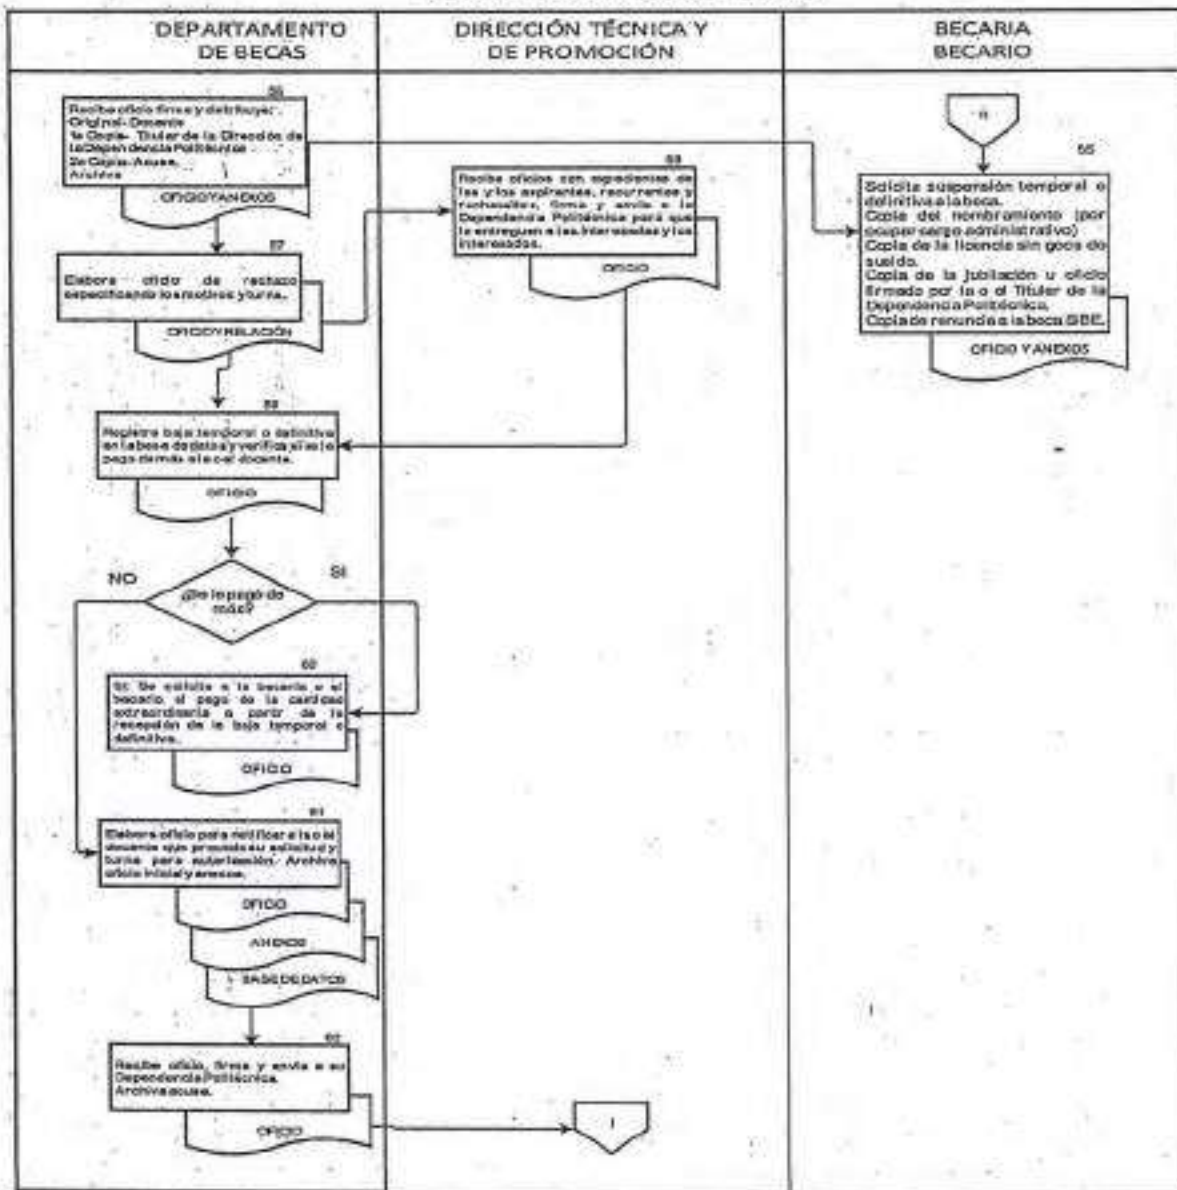 DEPARTAMENTO
DE BECAS
DIRECCIÓN TÉCNICA Y
DE PROMOCIÓN
BECARIA
BECARIO
Recibe oficio firma y distribuye:
Original- Docente
1a Copia- Titular de la Dirección de
la Dependencia Politécnica
2a Copia- Acuse.
Archiva
OFICIO Y ANEXOS
57
Elabora oficio de rechazo
especificando los motivos y turna.
OFICIO Y RELACIÓN
Recibe oficios con expedientes de
las y los aspirantes, recurrentes y
rechazados, firma y envía a la
Dependencia Politécnica para que
le entreguen a las interesadas y los
interesados.
OFICIO
55
Solicita suspensión temporal o
definitiva a la beca.
Copia del nombramiento (por
ocupar cargo administrativo)
Copia de la licencia sin goce de
sueldo.
Copia de la jubilación u oficio
firmado por la o el Titular de la
Dependencia Politécnica.
Copia de renuncia a la beca SIBE.
OFICIO Y ANEXOS
Registra baja temporal o definitiva
en la base de datos y verifica si se le
pago de más a la o el docente.
OFICIO
NO
SI
¿Se le pagó de
más?
Si: Se solicita a la becaria o el
becario, el pago de la cantidad
extraordinaria a partir de la
recepción de la baja temporal o
definitiva.
OFICIO
61
Elabora oficio para notificar a la o el
docente que procede su solicitud y
turna para autorización. Archiva
oficio inicial y anexos.
OFICIO
ANEXOS
BASE DE DATOS
Recibe oficio, firma y envía a su
Dependencia Politécnica.
Archiva acuse.
OFICIO
I